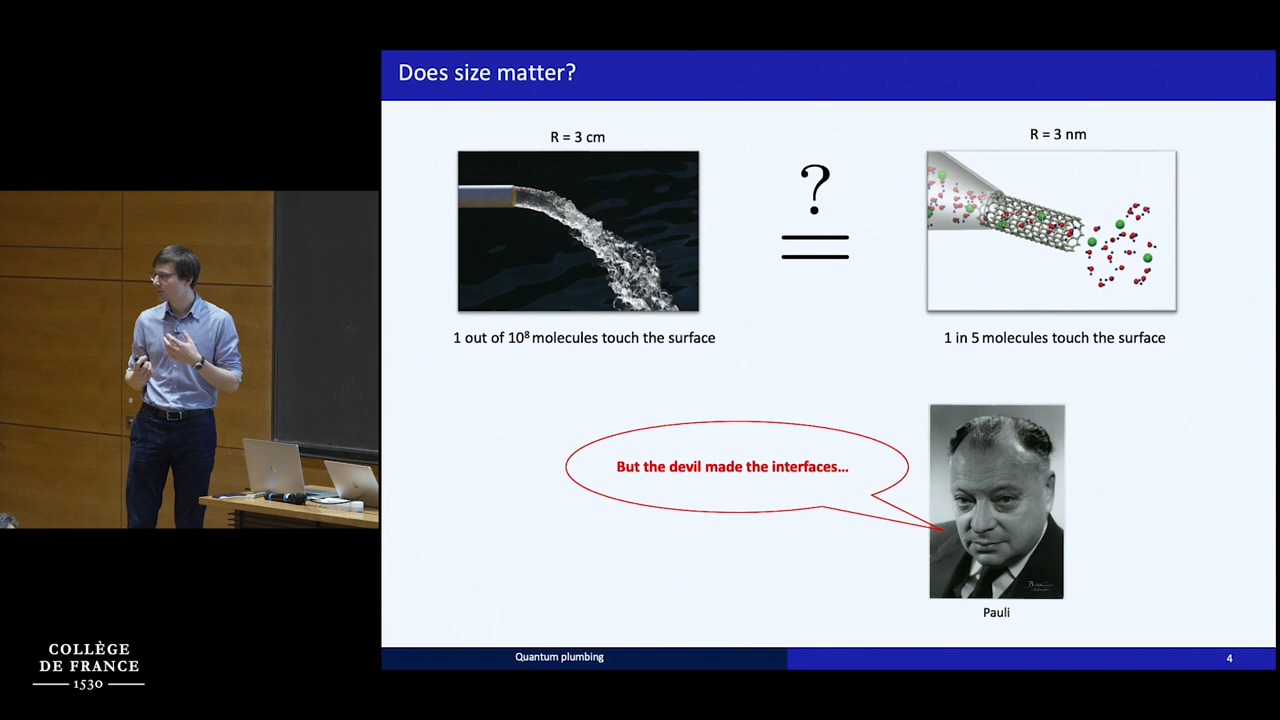 Does size matter?
R = 3 cm
R = 3 nm
?
=
1 out of 10⁸ molecules touch the surface
1 in 5 molecules touch the surface
But the devil made the interfaces...
Pauli
Quantum plumbing
4
COLLÈGE
DE FRANCE
1530